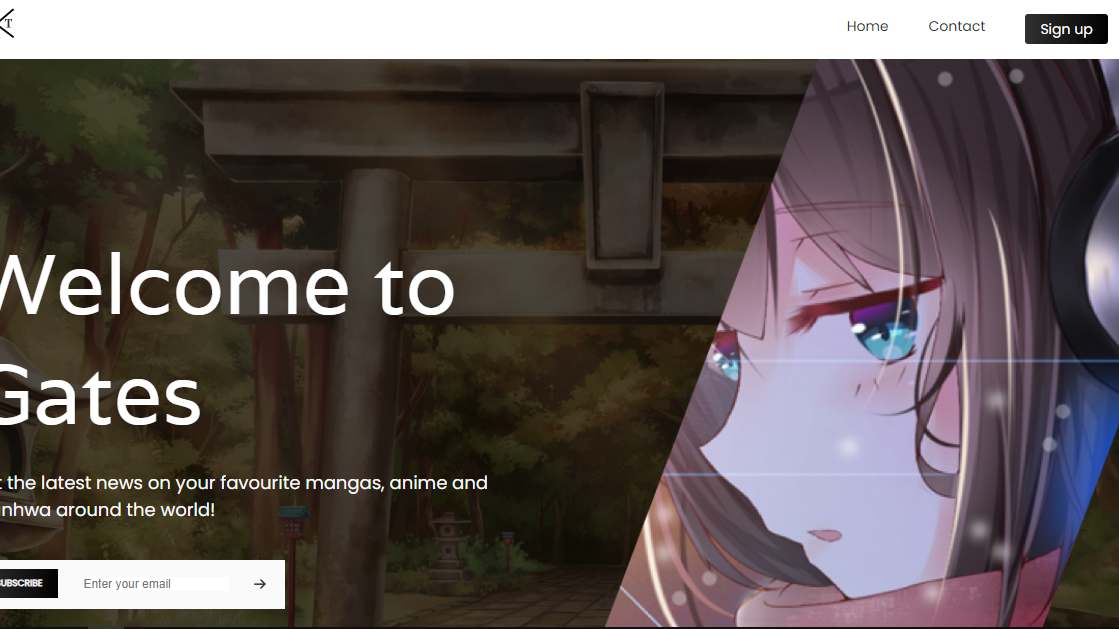 T
Home Contact Sign up
Welcome to
Gates
the latest news on your favourite mangas, anime and
around the world!
SUBSCRIBE Enter your email